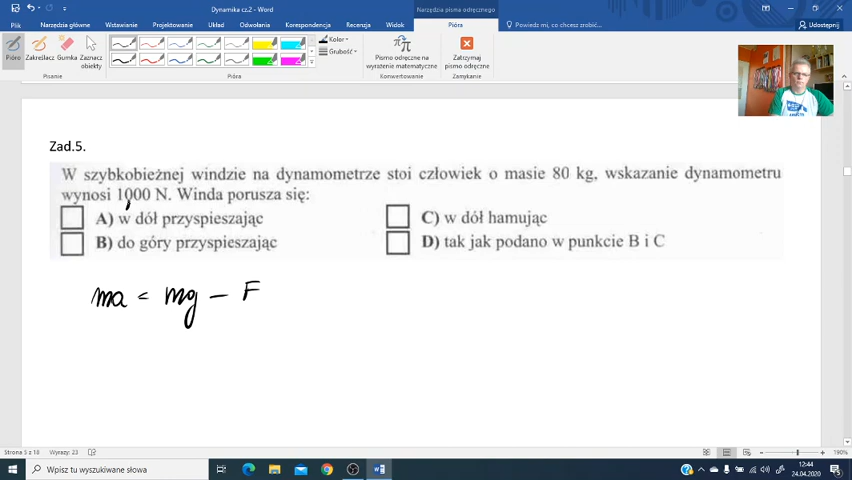 Dynamika cz.2 - Word
Narzędzia pisma odręcznego
Plik Narzędzia główne Wstawianie Projektowanie Układ Odwołania Korespondencja Recenzja Widok Pióra Powiedz mi, co chcesz zrobić... Udostępnij
Pióro Zakreślacz Gumka Zaznacz obiekty
Kolor
Grubość
Pismo odręczne na wyrażenie matematyczne
Zatrzymaj pismo odręczne
Pisanie Pióra Konwertowanie Zamykanie
Zad.5.
W szybkobieżnej windzie na dynamometrze stoi człowiek o masie 80 kg, wskazanie dynamometru
wynosi 1000 N. Winda porusza się:
A) w dół przyspieszając
C) w dół hamując
B) do góry przyspieszając
D) tak jak podano w punkcie B i C
ma = mg - F
Strona 5 z 18 Wyrazy: 23 190%
Wpisz tu wyszukiwane słowa
12:44
24.04.2020